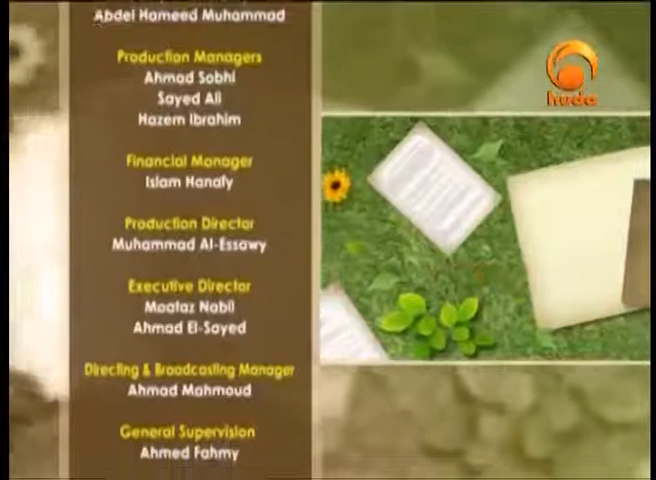 Abdel Hameed Muhammad
Production Managers
Ahmad Sobhi
Sayed Ali
Hazem Ibrahim
Financial Manager
Islam Hanafy
Production Director
Muhammad Al-Essawy
Executive Director
Moataz Nabil
Ahmad El-Sayed
Directing & Broadcasting Manager
Ahmad Mahmoud
General Supervision
Ahmed Fahmy
huda